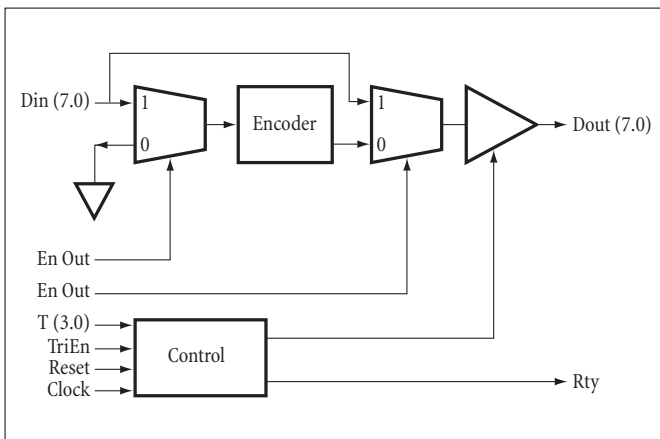 Din (7.0)
1
0
Encoder
1
0
Dout (7.0)
En Out
En Out
T (3.0)
TriEn
Reset
Clock
Control
Rty